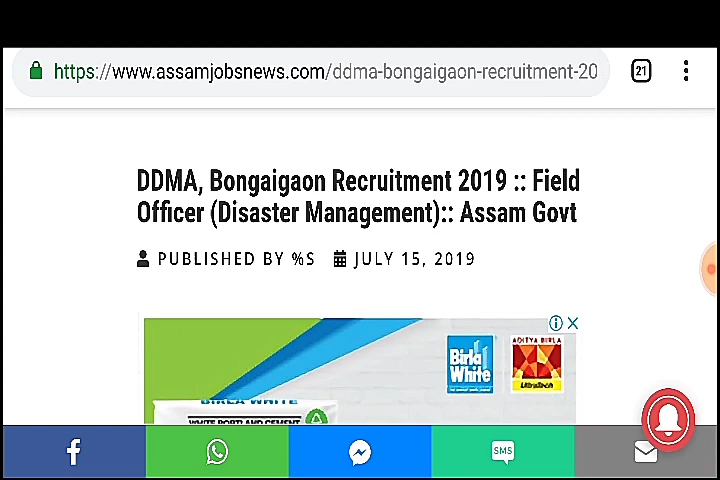 https://www.assamjobsnews.com/ddma-bongaigaon-recruitment-20
21
DDMA, Bongaigaon Recruitment 2019 :: Field
Officer (Disaster Management):: Assam Govt
PUBLISHED BY %S JULY 15, 2019
Birla
White
ADITYA BIRLA
UltraTech
BIRLA WHITE
WHITE PORTLAND CEMENT
SMS